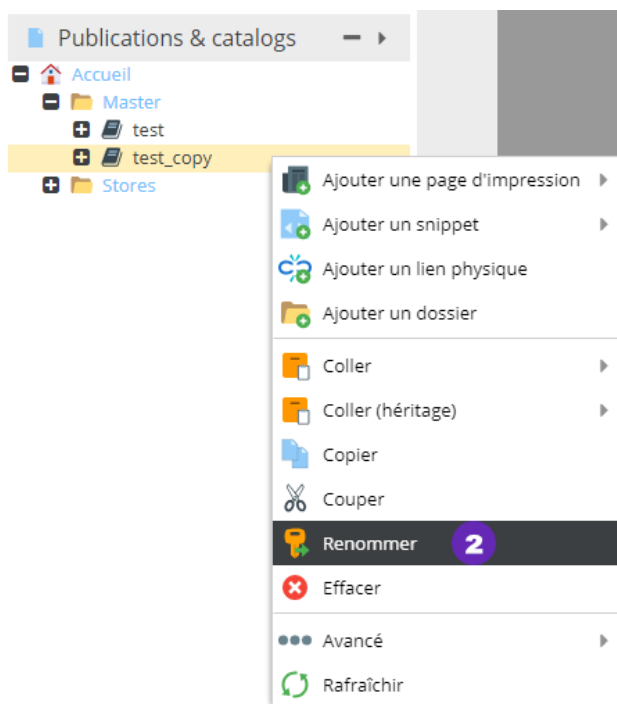 Publications & catalogs
Accueil
Master
test
test_copy
Stores
Ajouter une page d'impression
Ajouter un snippet
Ajouter un lien physique
Ajouter un dossier
Coller
Coller (héritage)
Copier
Couper
Renommer 2
Effacer
Avancé
Rafraîchir